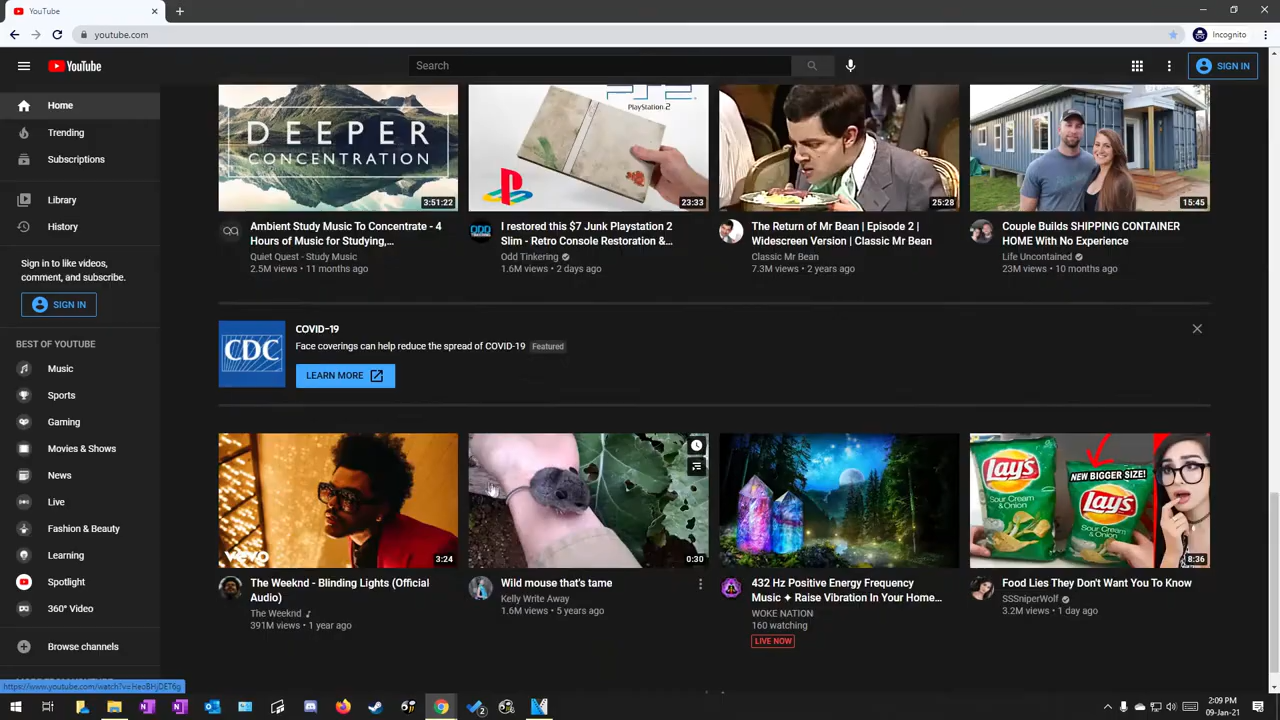 YouTube
youtube.com
Incognito
YouTube
Search
SIGN IN
Home
Trending
Subscriptions
Library
History
Sign in to like videos,
comment, and subscribe.
SIGN IN
BEST OF YOUTUBE
Music
Sports
Gaming
Movies & Shows
News
Live
Fashion & Beauty
Learning
Spotlight
360° Video
Browse channels
DEEPER
CONCENTRATION
3:51:22
Ambient Study Music To Concentrate - 4
Hours of Music for Studying,...
Quiet Quest - Study Music
2.5M views • 11 months ago
PlayStation 2
23:33
I restored this $7 Junk Playstation 2
Slim - Retro Console Restoration &...
Odd Tinkering
1.6M views • 2 days ago
25:28
The Return of Mr Bean | Episode 2 |
Widescreen Version | Classic Mr Bean
Classic Mr Bean
7.3M views • 2 years ago
15:45
Couple Builds SHIPPING CONTAINER
HOME With No Experience
Life Uncontained
23M views • 10 months ago
CDC
COVID-19
Face coverings can help reduce the spread of COVID-19 Featured
LEARN MORE
vevo
3:24
The Weeknd - Blinding Lights (Official
Audio)
The Weeknd
391M views • 1 year ago
0:30
Wild mouse that's tame
Kelly Write Away
1.6M views • 5 years ago
432 Hz Positive Energy Frequency
Music ✦ Raise Vibration In Your Home...
WOKE NATION
160 watching
LIVE NOW
Lay's
Sour Cream
& Onion
NEW BIGGER SIZE!
Lay's
Sour Cream
& Onion
8:36
Food Lies They Don't Want You To Know
SSSniperWolf
3.2M views • 1 day ago
2:09 PM
09-Jan-21